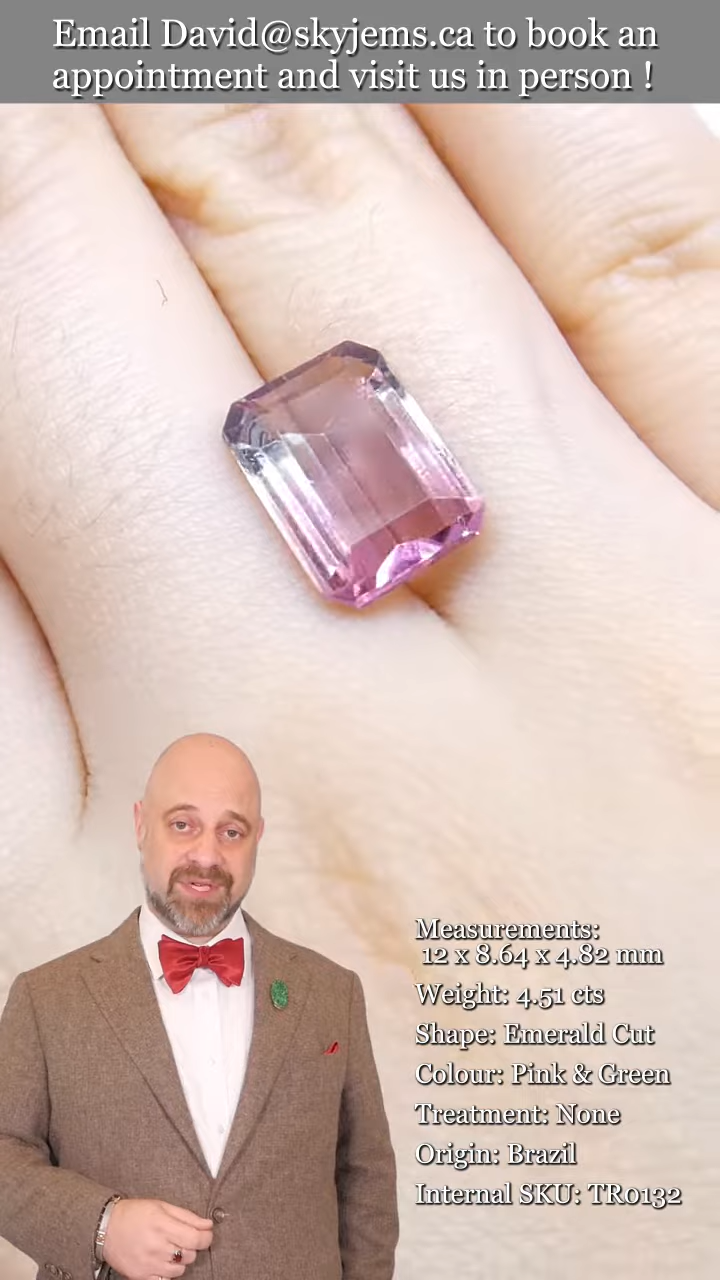 Email David@skyjems.ca to book an
appointment and visit us in person !
Measurements:
12 x 8.64 x 4.82 mm
Weight: 4.51 cts
Shape: Emerald Cut
Colour: Pink & Green
Treatment: None
Origin: Brazil
Internal SKU: TR0132